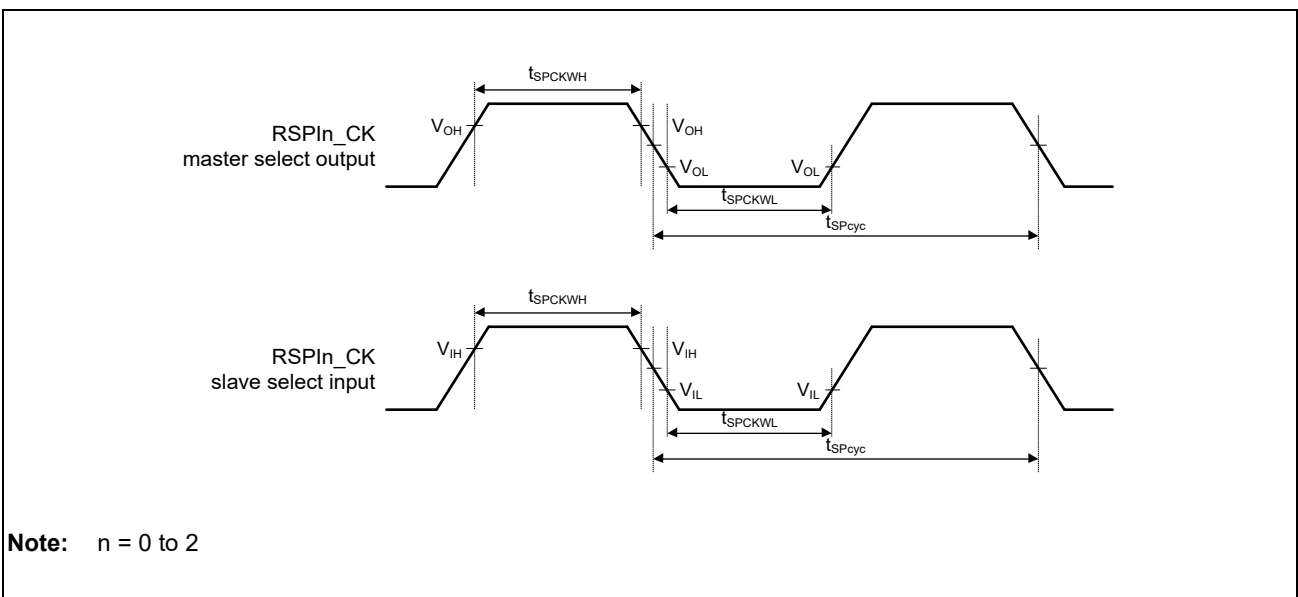 tSPCKWH
RSPIn_CK
master select output
VOH
VOH
VOL
VOL
tSPCKWL
tSPcyc
tSPCKWH
RSPIn_CK
slave select input
VIH
VIH
VIL
VIL
tSPCKWL
tSPcyc
Note: n = 0 to 2